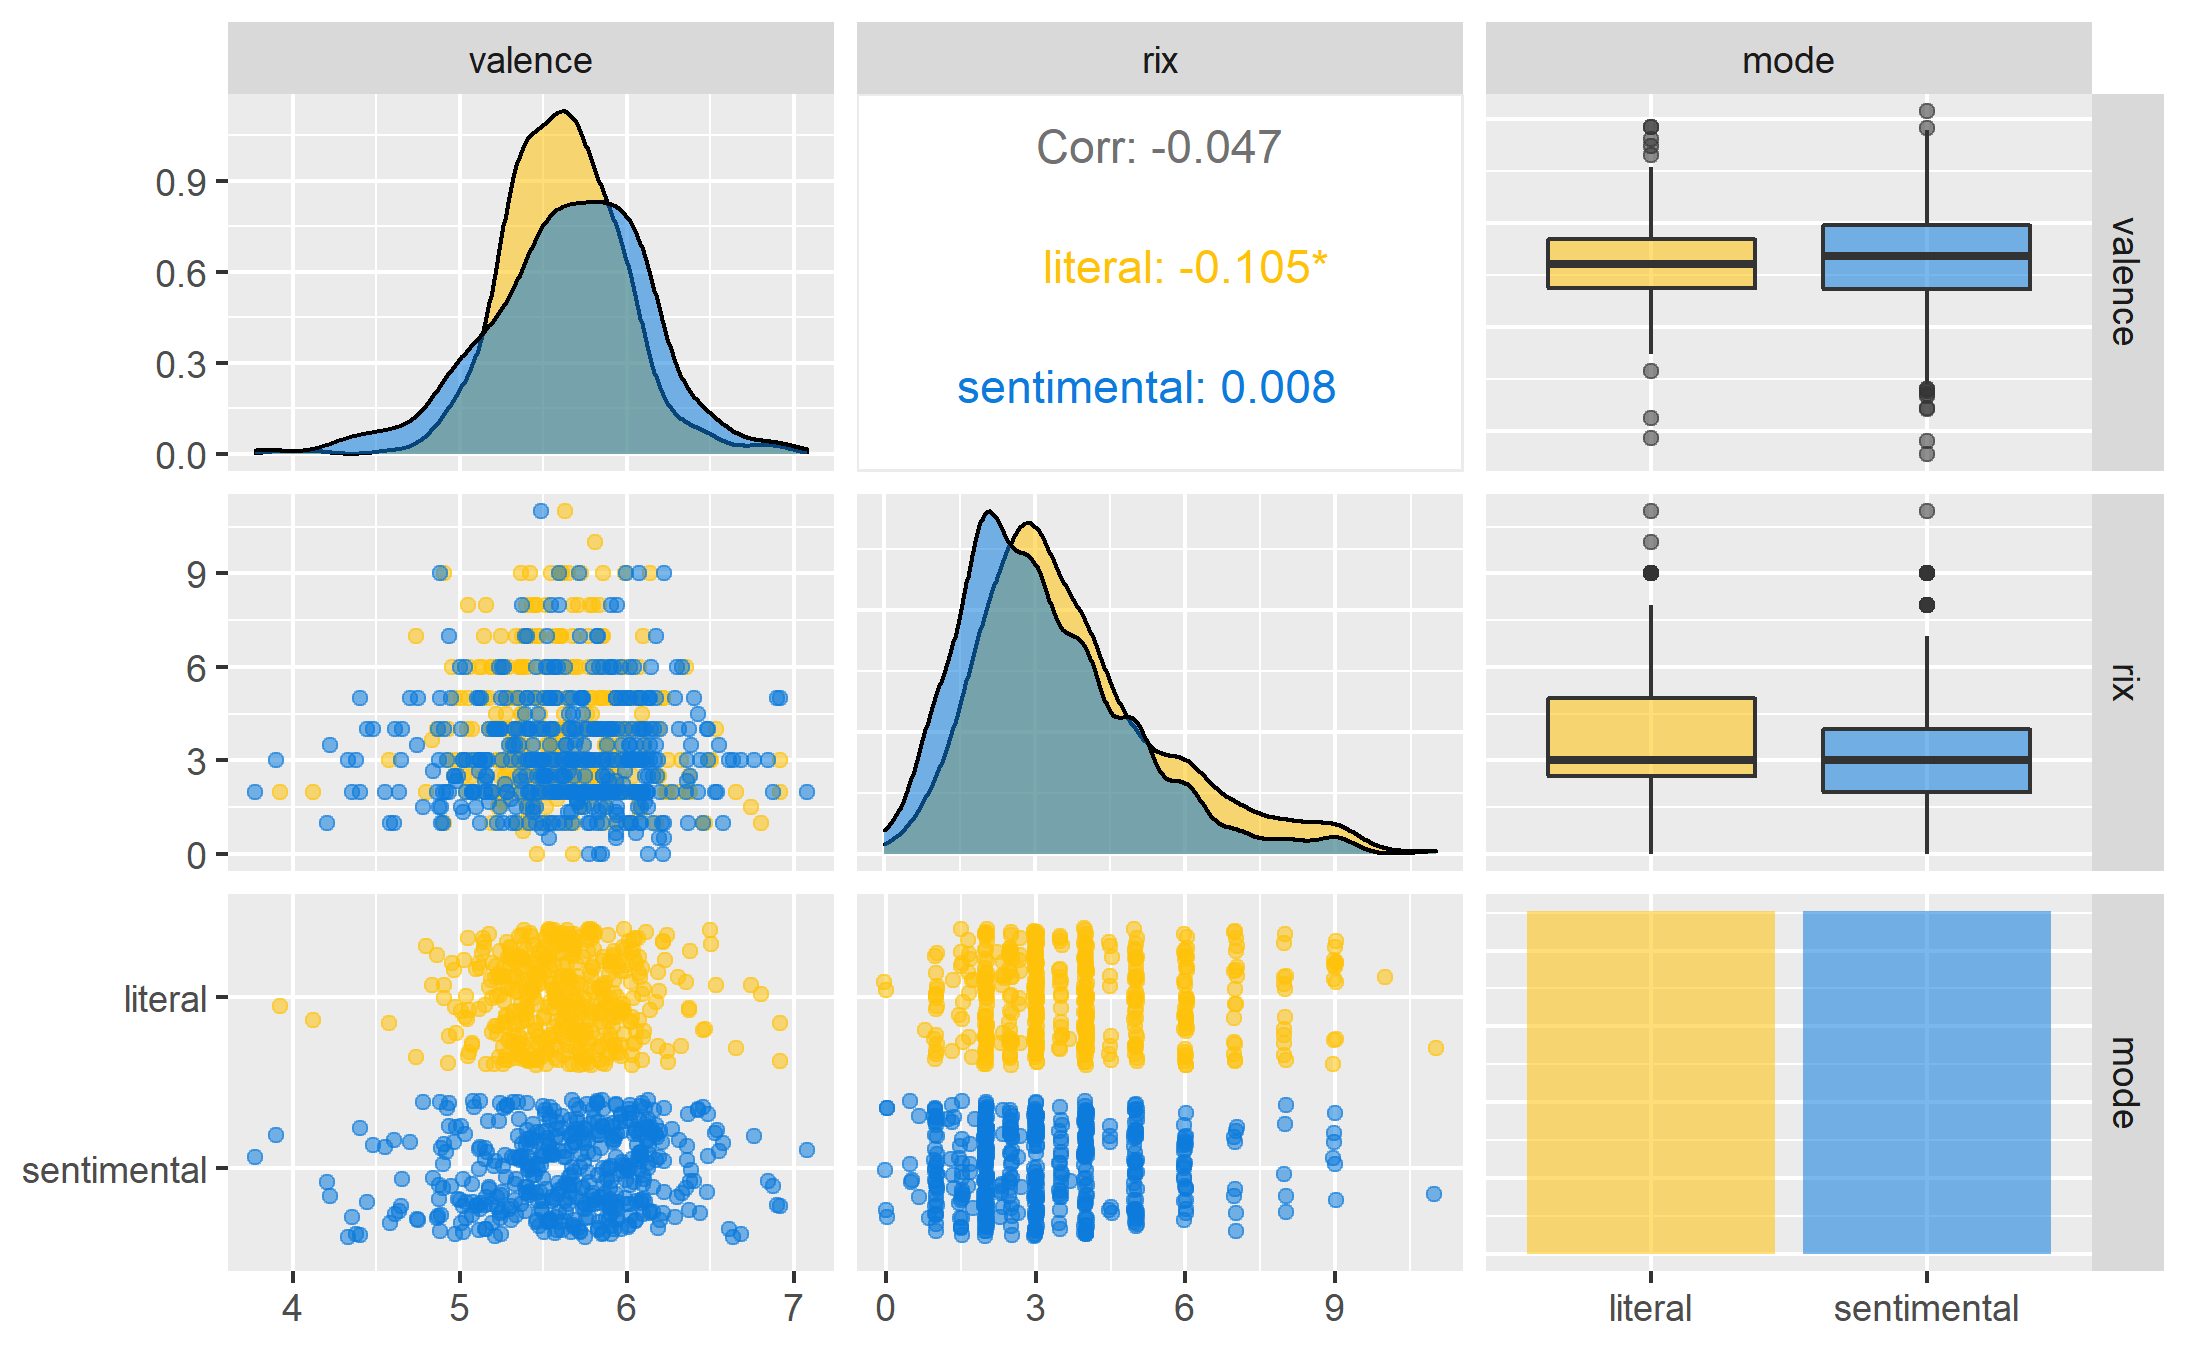 valence
rix
mode
0.9
0.6
0.3
0.0
Corr: -0.047
literal: -0.105*
sentimental: 0.008
valence
9
6
3
0
rix
literal
sentimental
mode
4 5 6 7
0 3 6 9
literal sentimental